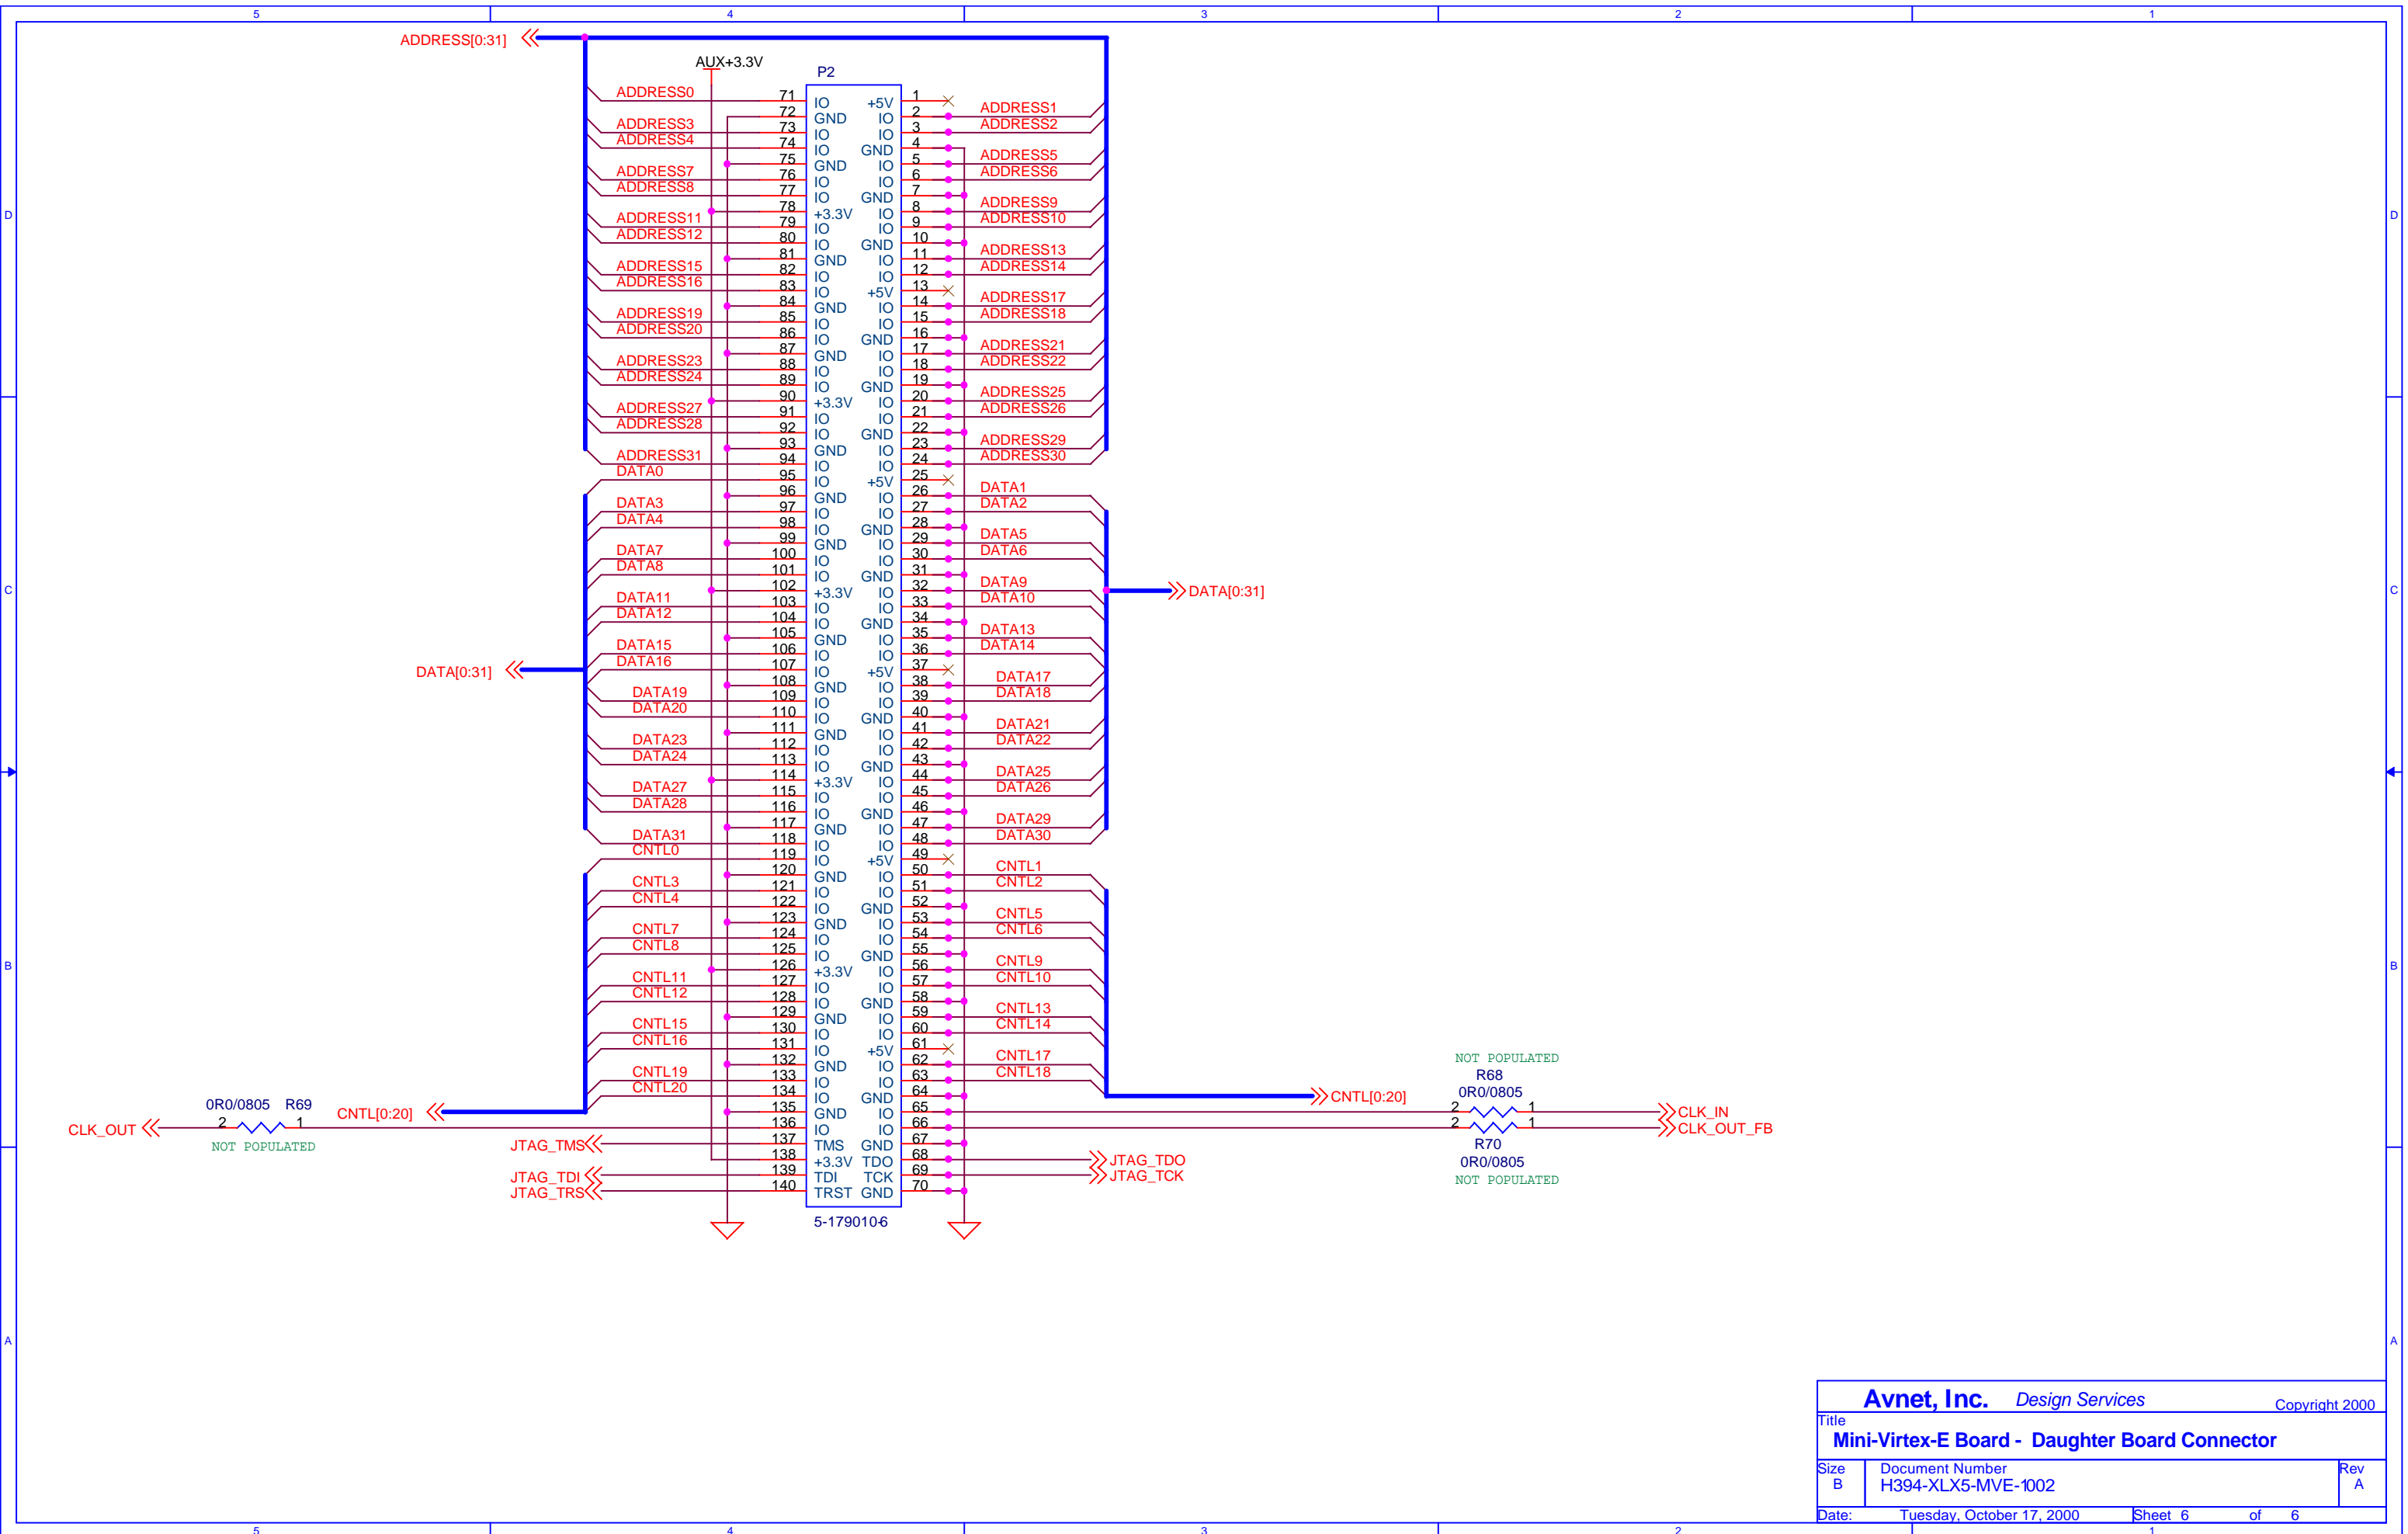 5 4 3 2 1
ADDRESS[0:31]
AUX+3.3V
P2
ADDRESS0 71 IO +5V 1
72 GND IO 2 ADDRESS1
ADDRESS3 73 IO IO 3 ADDRESS2
ADDRESS4 74 IO GND 4
75 GND IO 5 ADDRESS5
ADDRESS7 76 IO IO 6 ADDRESS6
ADDRESS8 77 IO GND 7
78 +3.3V IO 8 ADDRESS9
ADDRESS11 79 IO IO 9 ADDRESS10
D ADDRESS12 80 IO GND 10 D
81 GND IO 11 ADDRESS13
ADDRESS15 82 IO IO 12 ADDRESS14
ADDRESS16 83 IO +5V 13
84 GND IO 14 ADDRESS17
ADDRESS19 85 IO IO 15 ADDRESS18
ADDRESS20 86 IO GND 16
87 GND IO 17 ADDRESS21
ADDRESS23 88 IO IO 18 ADDRESS22
ADDRESS24 89 IO GND 19
90 +3.3V IO 20 ADDRESS25
ADDRESS27 91 IO IO 21 ADDRESS26
ADDRESS28 92 IO GND 22
93 GND IO 23 ADDRESS29
ADDRESS31 94 IO IO 24 ADDRESS30
DATA0 95 IO +5V 25
96 GND IO 26 DATA1
DATA3 97 IO IO 27 DATA2
DATA4 98 IO GND 28
99 GND IO 29 DATA5
DATA7 100 IO IO 30 DATA6
DATA8 101 IO GND 31
C 102 +3.3V IO 32 DATA9 DATA[0:31] C
DATA11 103 IO IO 33 DATA10
DATA12 104 IO GND 34
105 GND IO 35 DATA13
DATA15 106 IO IO 36 DATA14
DATA[0:31] DATA16 107 IO +5V 37
108 GND IO 38 DATA17
DATA19 109 IO IO 39 DATA18
DATA20 110 IO GND 40
111 GND IO 41 DATA21
DATA23 112 IO IO 42 DATA22
DATA24 113 IO GND 43
114 +3.3V IO 44 DATA25
DATA27 115 IO IO 45 DATA26
DATA28 116 IO GND 46
117 GND IO 47 DATA29
DATA31 118 IO IO 48 DATA30
CNTL0 119 IO +5V 49
120 GND IO 50 CNTL1
CNTL3 121 IO IO 51 CNTL2
CNTL4 122 IO GND 52
123 GND IO 53 CNTL5
CNTL7 124 IO IO 54 CNTL6
CNTL8 125 IO GND 55
B 126 +3.3V IO 56 CNTL9 B
CNTL11 127 IO IO 57 CNTL10
CNTL12 128 IO GND 58
129 GND IO 59 CNTL13
CNTL15 130 IO IO 60 CNTL14
CNTL16 131 IO +5V 61
132 GND IO 62 CNTL17 NOT POPULATED
CNTL19 133 IO IO 63 CNTL18 R68
CNTL20 134 IO GND 64 CNTL[0:20] 0R0/0805
0R0/0805 R69 CNTL[0:20] 135 GND IO 65 2 1 CLK_IN
CLK_OUT 2 1 136 IO IO 66 2 1 CLK_OUT_FB
NOT POPULATED JTAG_TMS 137 TMS GND 67 R70
138 +3.3V TDO 68 JTAG_TDO 0R0/0805
JTAG_TDI 139 TDI TCK 69 JTAG_TCK NOT POPULATED
JTAG_TRS 140 TRST GND 70
5-179010-6
A A
Avnet, Inc. Design Services Copyright 2000
Title
Mini-Virtex-E Board - Daughter Board Connector
Size Document Number Rev
B H394-XLX5-MVE-1002 A
Date: Tuesday, October 17, 2000 Sheet 6 of 6
5 4 3 2 1